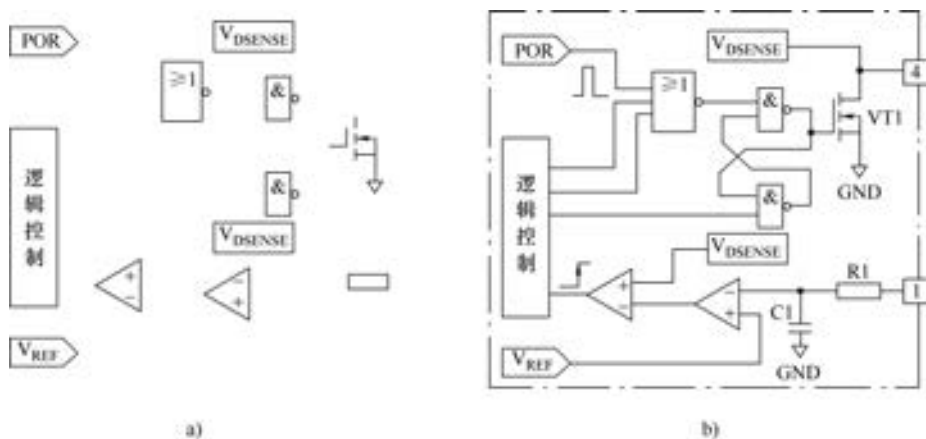 POR
V_DSENSE
≥1
&
&
逻辑控制
V_DSENSE
+
−
−
+
V_REF
a)
b)
POR
V_DSENSE
4
≥1
&
VT1
逻辑控制
&
GND
V_DSENSE
R1
+
−
−
+
C1
1
V_REF
GND